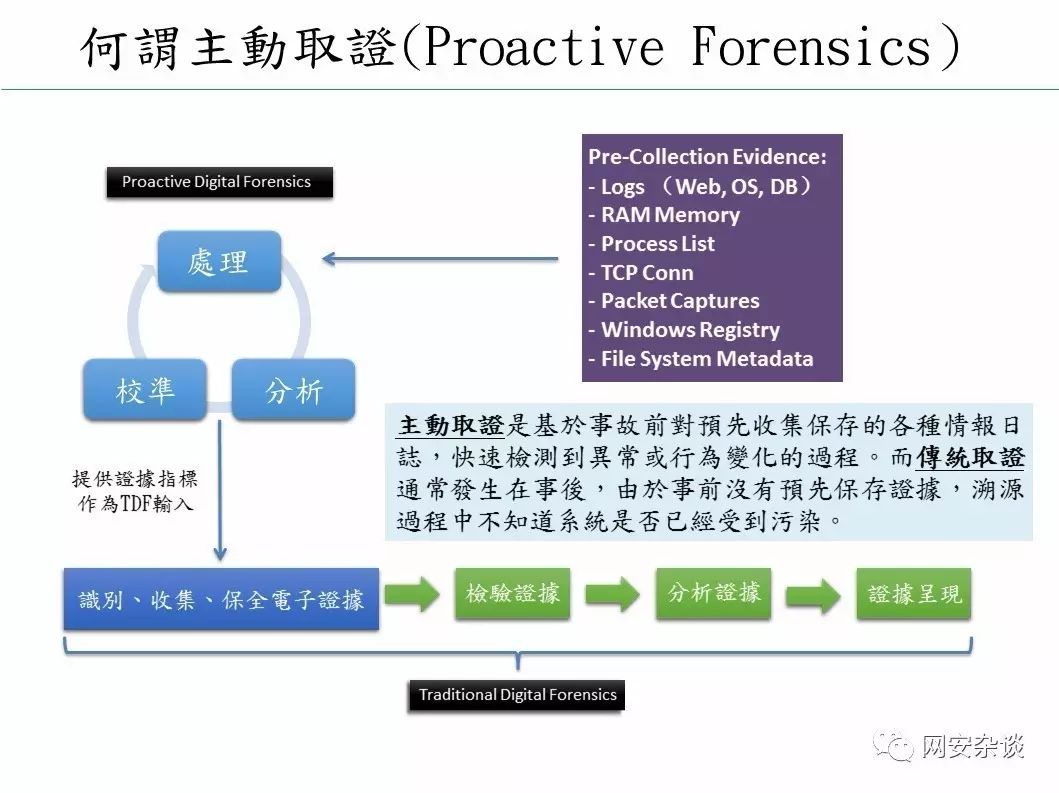 何謂主動取證(Proactive Forensics)
Proactive Digital Forensics
處理
校準
分析
Pre-Collection Evidence:
- Logs （Web, OS, DB）
- RAM Memory
- Process List
- TCP Conn
- Packet Captures
- Windows Registry
- File System Metadata
主動取證是基於事故前對預先收集保存的各種情報日
誌，快速檢測到異常或行為變化的過程。而傳統取證
通常發生在事後，由於事前沒有預先保存證據，溯源
過程中不知道系統是否已經受到污染。
提供證據指標
作為TDF輸入
識別、收集、保全電子證據
檢驗證據
分析證據
證據呈現
Traditional Digital Forensics
网安杂谈